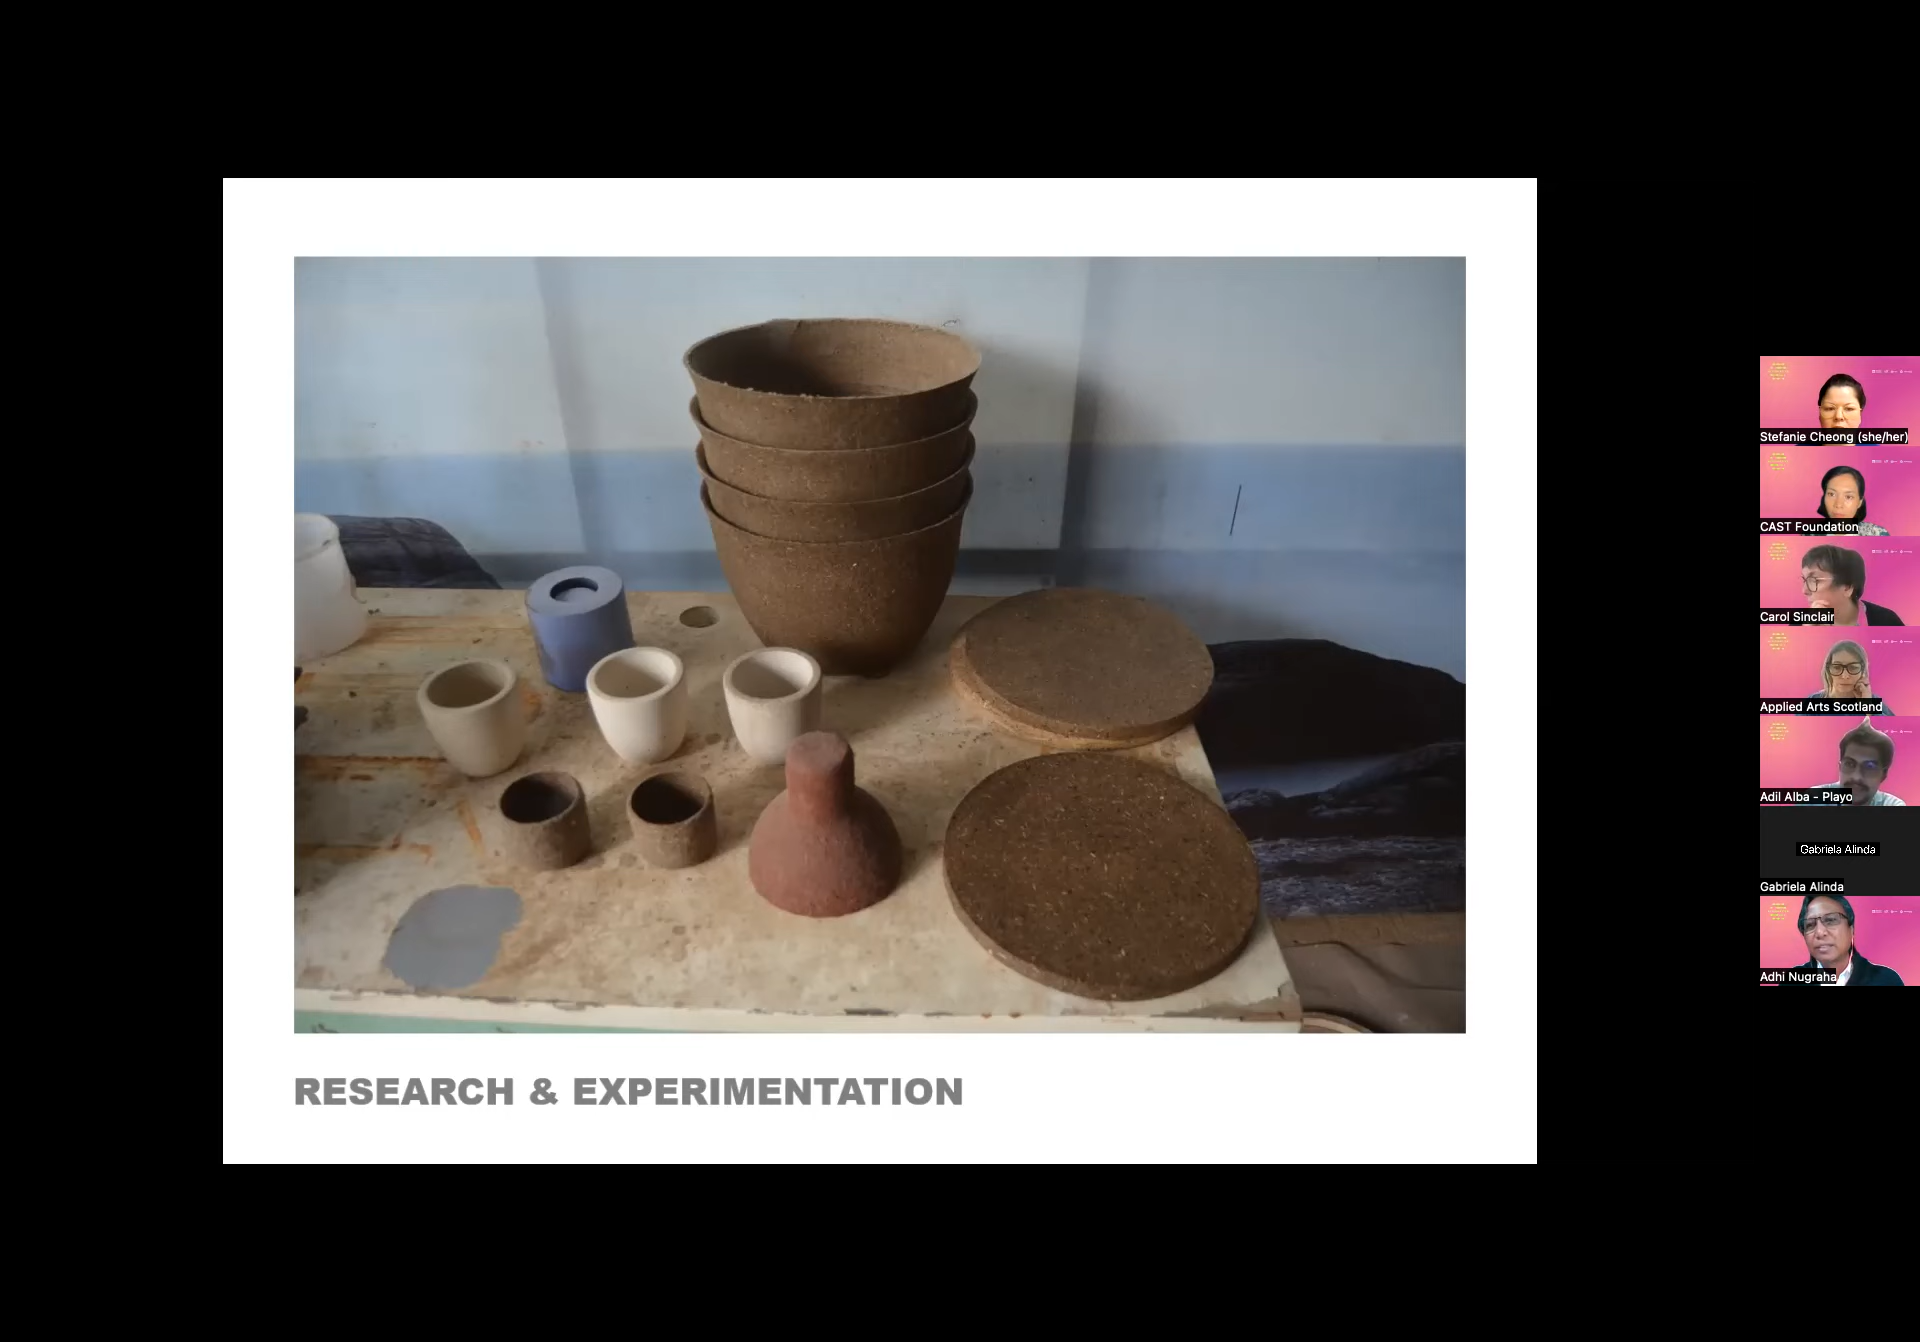 RESEARCH & EXPERIMENTATION
Stefanie Cheong (she/her)
CAST Foundation
Carol Sinclair
Applied Arts Scotland
Adil Alba - Playo
Gabriela Alinda
Gabriela Alinda
Adhi Nugraha